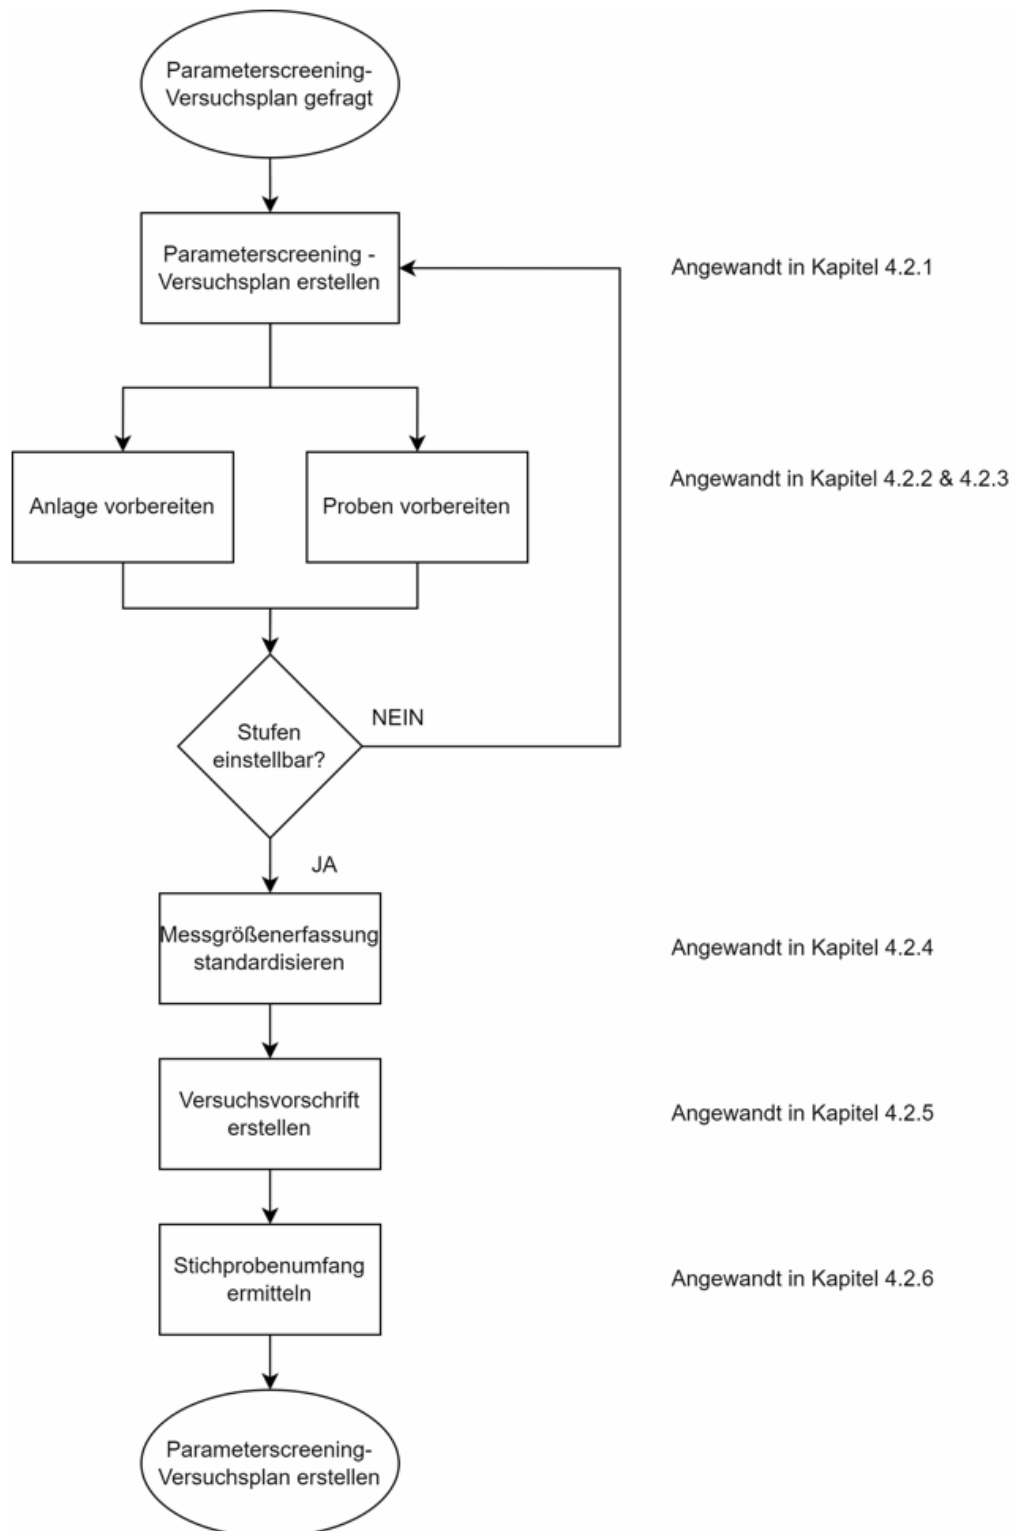 Parameterscreening-
Versuchsplan gefragt
Parameterscreening -
Versuchsplan erstellen
Angewandt in Kapitel 4.2.1
Anlage vorbereiten
Proben vorbereiten
Angewandt in Kapitel 4.2.2 & 4.2.3
Stufen
einstellbar?
NEIN
JA
Messgrößenerfassung
standardisieren
Angewandt in Kapitel 4.2.4
Versuchsvorschrift
erstellen
Angewandt in Kapitel 4.2.5
Stichprobenumfang
ermitteln
Angewandt in Kapitel 4.2.6
Parameterscreening-
Versuchsplan erstellen